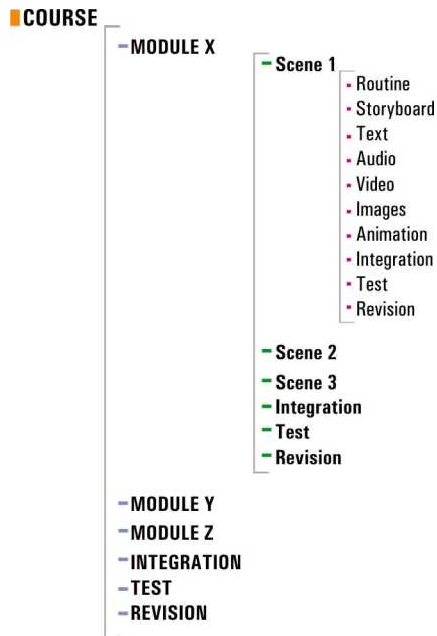 COURSE
MODULE X
Scene 1
Routine
Storyboard
Text
Audio
Video
Images
Animation
Integration
Test
Revision
Scene 2
Scene 3
Integration
Test
Revision
MODULE Y
MODULE Z
INTEGRATION
TEST
REVISION